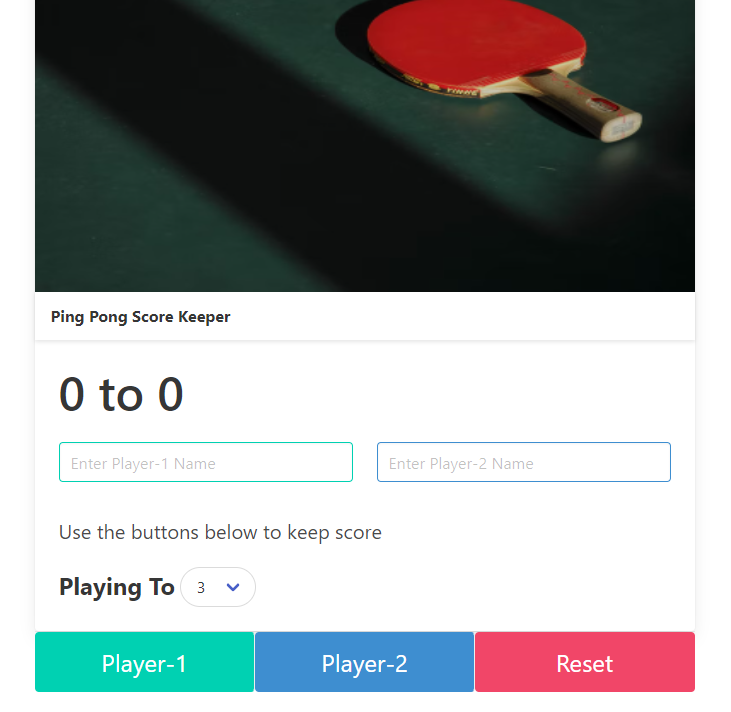 Ping Pong Score Keeper
0 to 0
Enter Player-1 Name
Enter Player-2 Name
Use the buttons below to keep score
Playing To 3
Player-1
Player-2
Reset